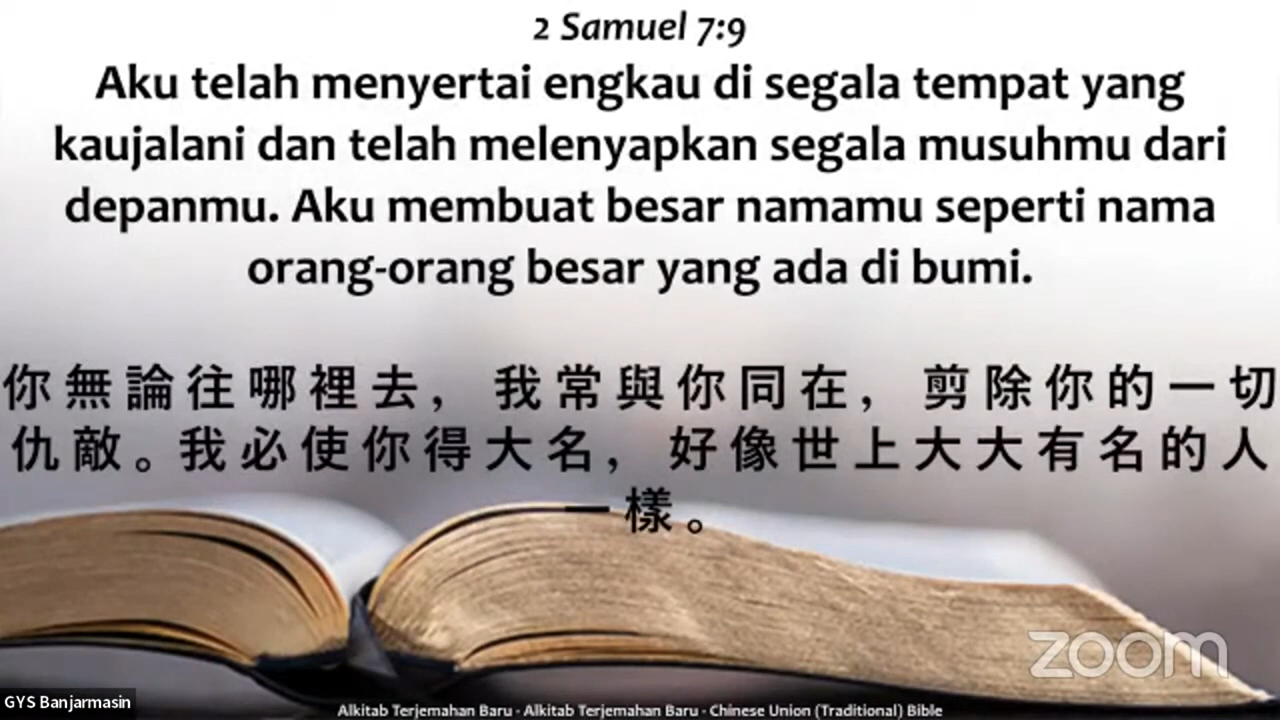 2 Samuel 7:9
Aku telah menyertai engkau di segala tempat yang
kaujalani dan telah melenyapkan segala musuhmu dari
depanmu. Aku membuat besar namamu seperti nama
orang-orang besar yang ada di bumi.
你無論往哪裡去，我常與你同在，剪除你的一切
仇敵。我必使你得大名，好像世上大大有名的人
一樣。
zoom
GYS Banjarmasin
Alkitab Terjemahan Baru - Alkitab Terjemahan Baru - Chinese Union (Traditional) Bible